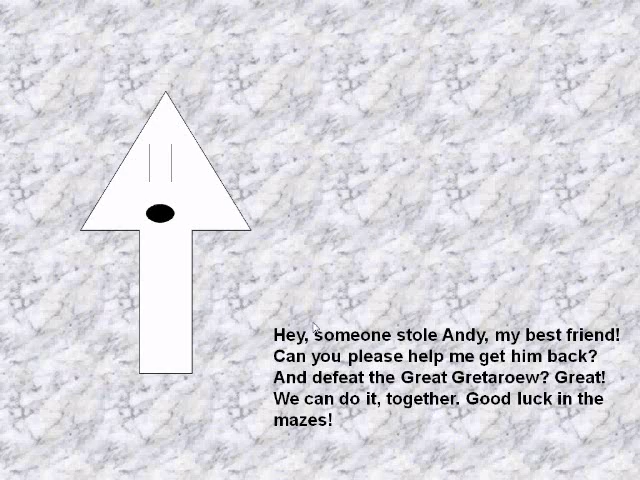 Hey, someone stole Andy, my best friend!
Can you please help me get him back?
And defeat the Great Gretaroew? Great!
We can do it, together. Good luck in the
mazes!